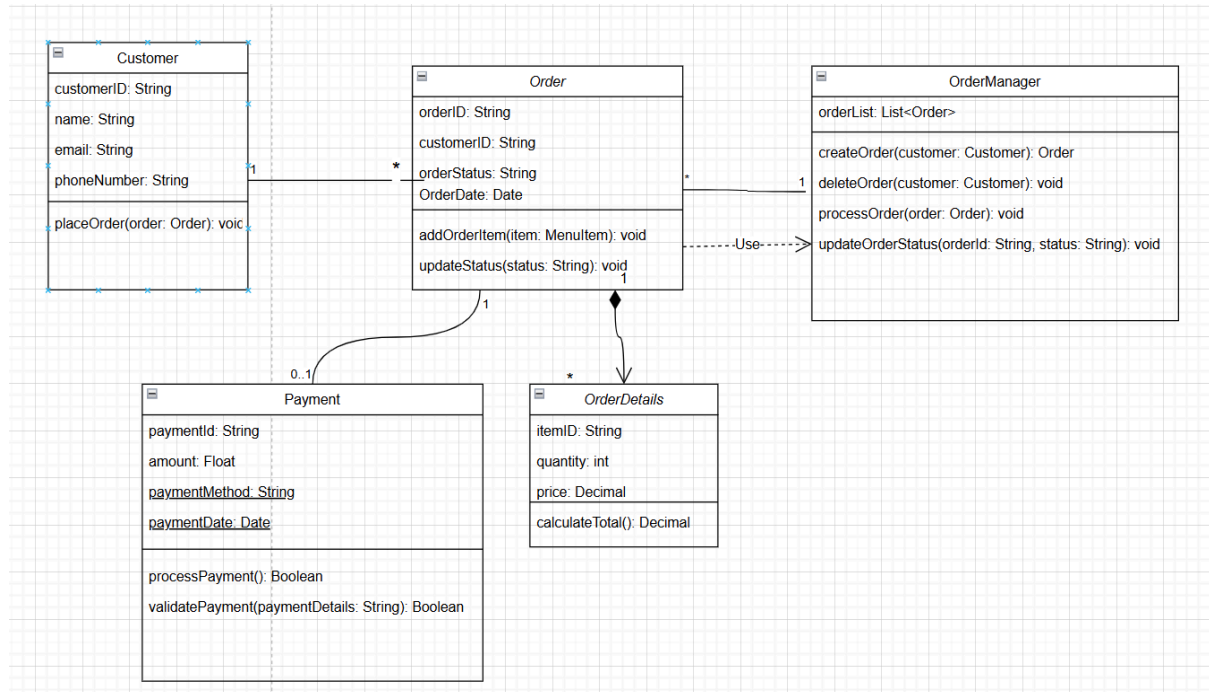 Customer
customerID: String
name: String
email: String
phoneNumber: String
placeOrder(order: Order): void
1
*
Order
orderID: String
customerID: String
orderStatus: String
OrderDate: Date
addOrderItem(item: MenuItem): void
updateStatus(status: String): void
*
1
Use
OrderManager
orderList: List<Order>
createOrder(customer: Customer): Order
deleteOrder(customer: Customer): void
processOrder(order: Order): void
updateOrderStatus(orderId: String, status: String): void
1
0..1
1
*
Payment
paymentId: String
amount: Float
paymentMethod: String
paymentDate: Date
processPayment(): Boolean
validatePayment(paymentDetails: String): Boolean
OrderDetails
itemID: String
quantity: int
price: Decimal
calculateTotal(): Decimal